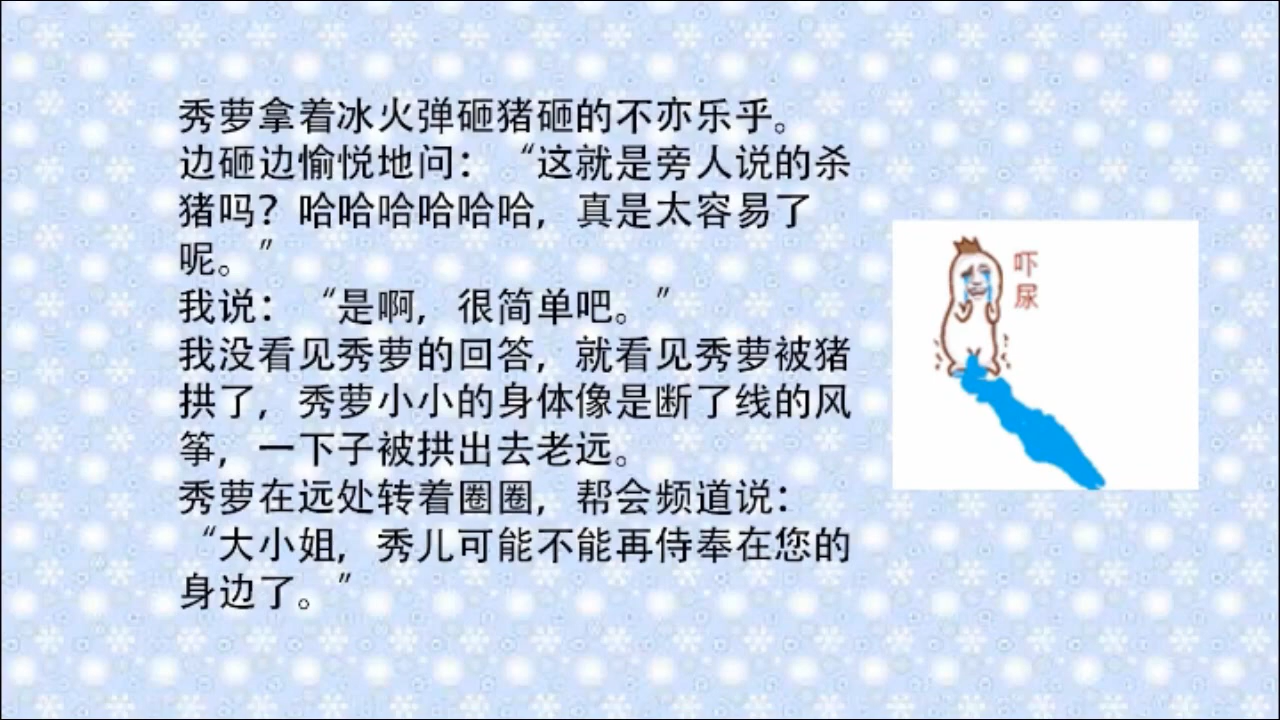 秀萝拿着冰火弹砸猪砸的不亦乐乎。
边砸边愉悦地问：“这就是旁人说的杀
猪吗？哈哈哈哈哈哈，真是太容易了
呢。”
我说：“是啊，很简单吧。”
我没看见秀萝的回答，就看见秀萝被猪
拱了，秀萝小小的身体像是断了线的风
筝，一下子被拱出去老远。
秀萝在远处转着圈圈，帮会频道说：
“大小姐，秀儿可能不能再侍奉在您的
身边了。”
吓
尿